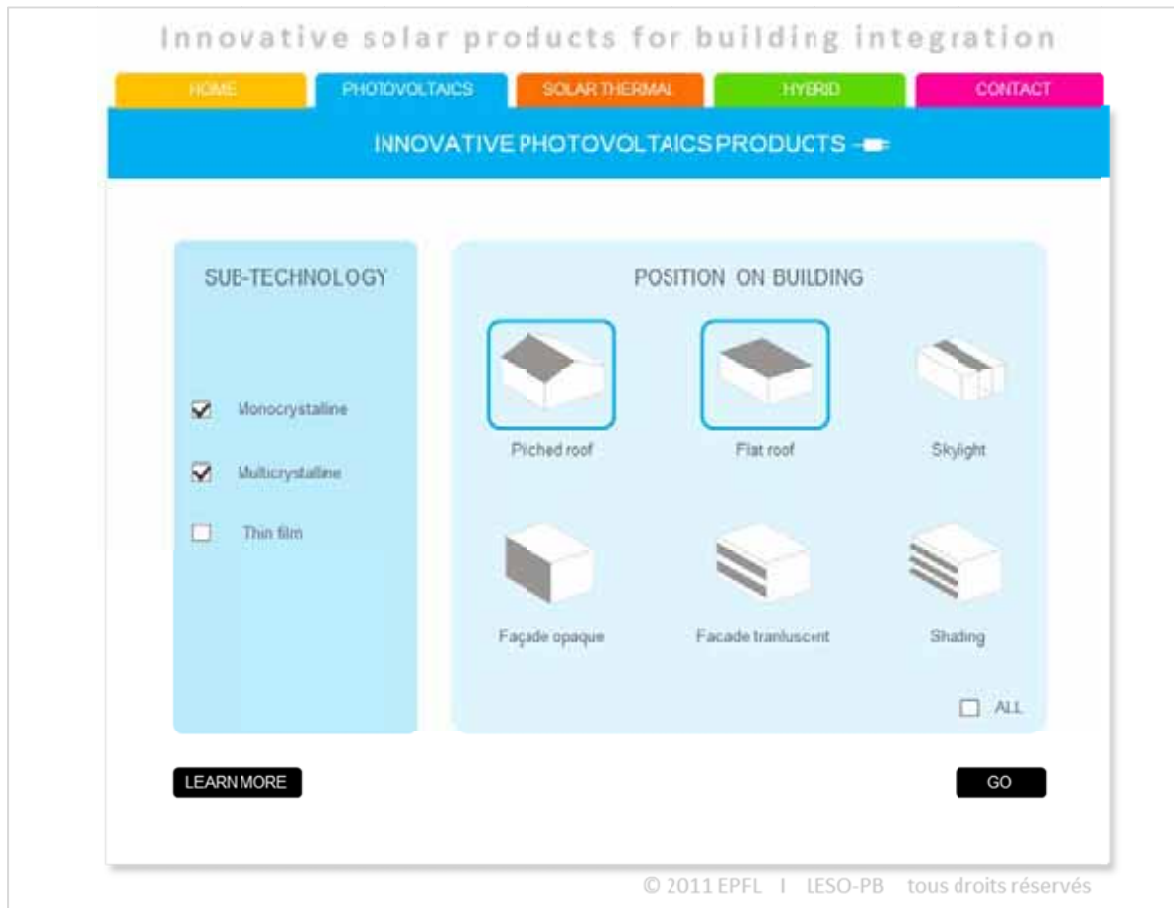 Innovative solar products for building integration
HOME PHOTOVOLTAICS SOLAR THERMAL HYBRID CONTACT
INNOVATIVE PHOTOVOLTAICS PRODUCTS
SUB-TECHNOLOGY
Monocrystalline
Multicrystalline
Thin film
POSITION ON BUILDING
Piched roof Flat roof Skylight
Façade opaque Facade tranluscent Shading
ALL
LEARN MORE GO
© 2011 EPFL I LESO-PB tous droits réservés